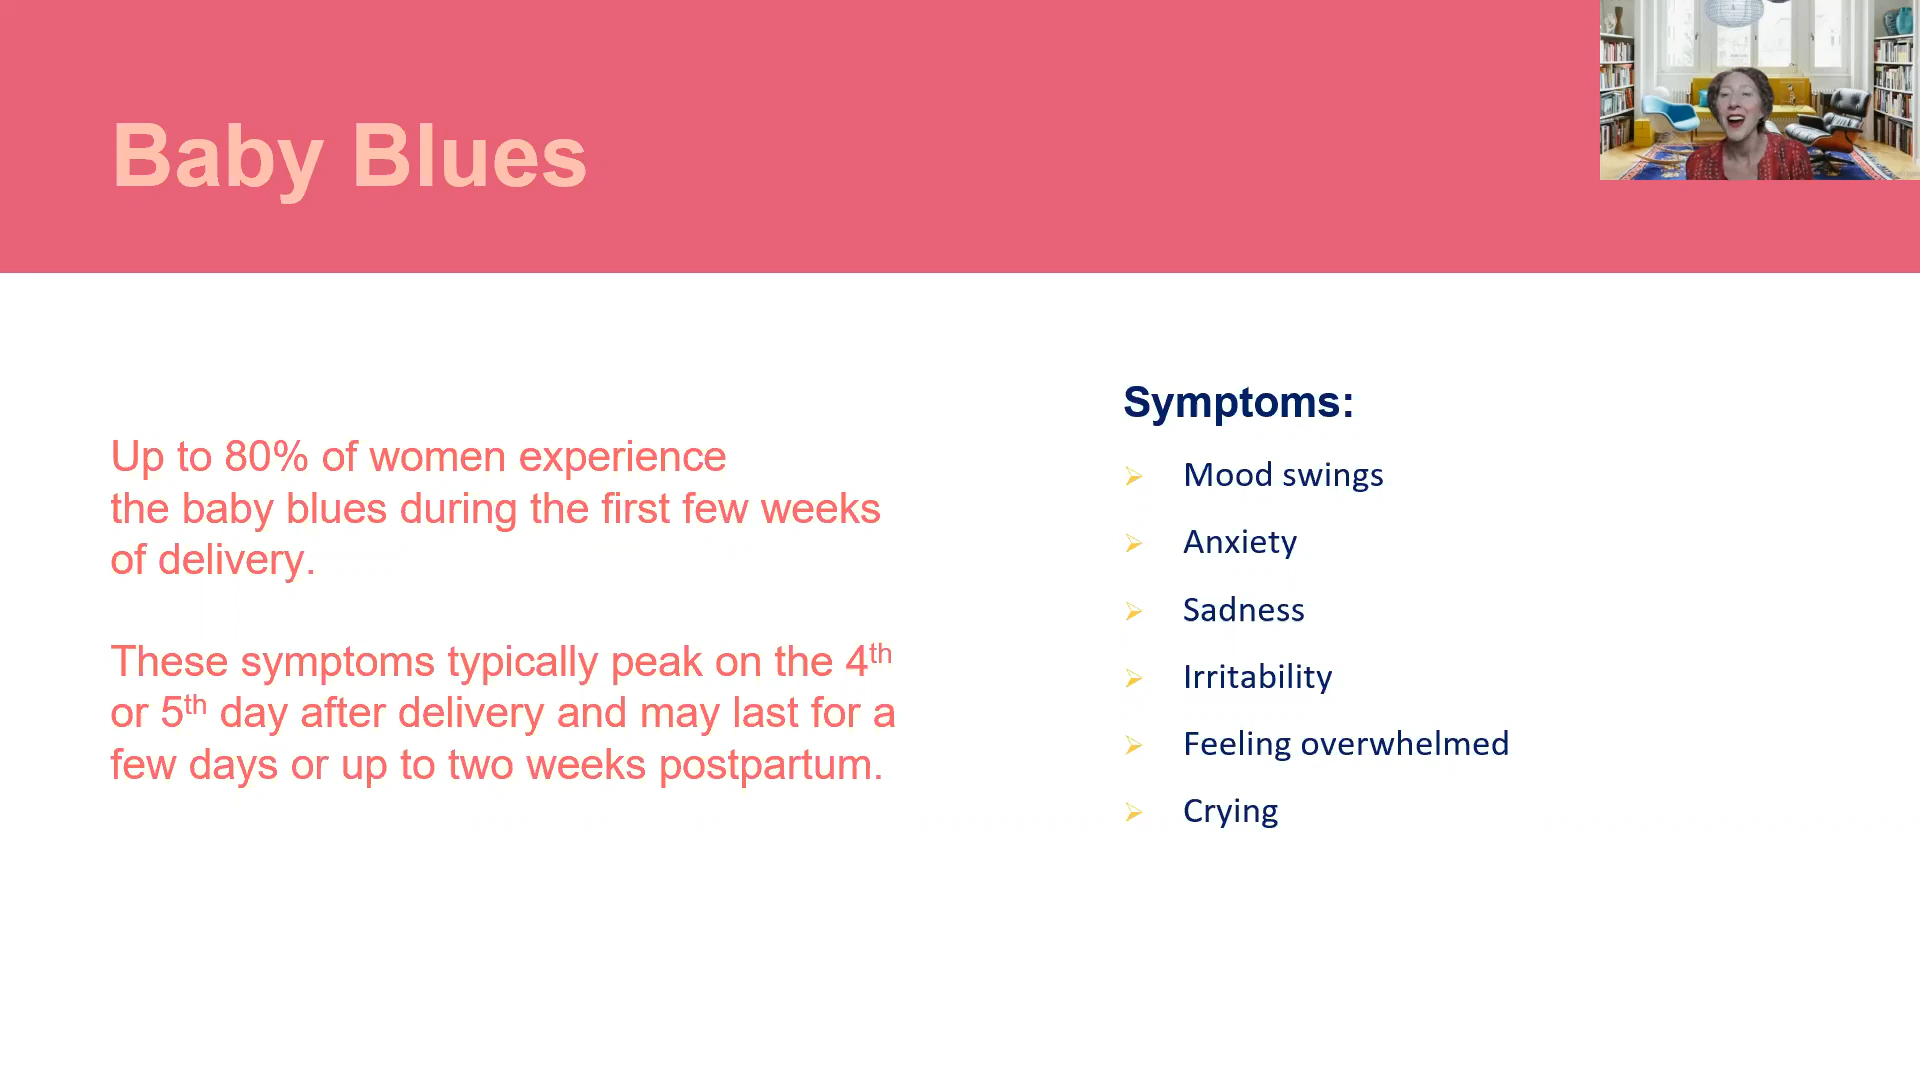 Baby Blues
Up to 80% of women experience
the baby blues during the first few weeks
of delivery.
These symptoms typically peak on the 4th
or 5th day after delivery and may last for a
few days or up to two weeks postpartum.
Symptoms:
Mood swings
Anxiety
Sadness
Irritability
Feeling overwhelmed
Crying